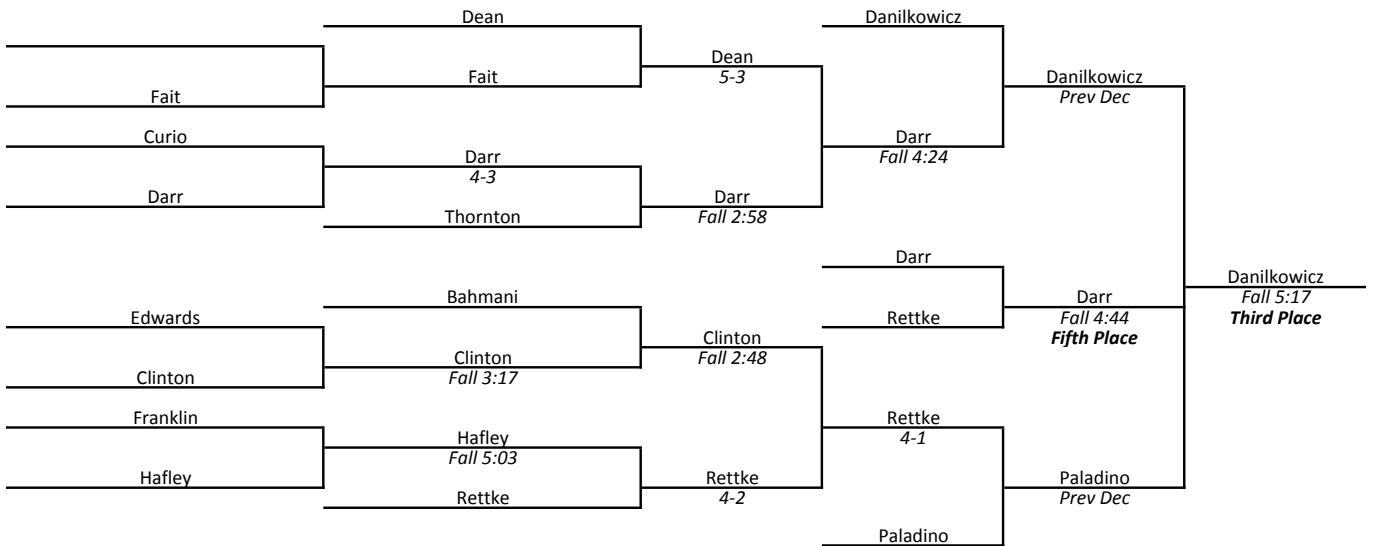 Dean
Danilkowicz
Dean
5-3
Fait
Danilkowicz
Prev Dec
Fait
Curio
Darr
Fall 4:24
Darr
4-3
Darr
Darr
Fall 2:58
Thornton
Darr
Danilkowicz
Fall 5:17
Third Place
Bahmani
Darr
Fall 4:44
Fifth Place
Edwards
Rettke
Clinton
Fall 2:48
Clinton
Fall 3:17
Clinton
Franklin
Rettke
4-1
Hafley
Fall 5:03
Hafley
Rettke
4-2
Paladino
Prev Dec
Rettke
Paladino